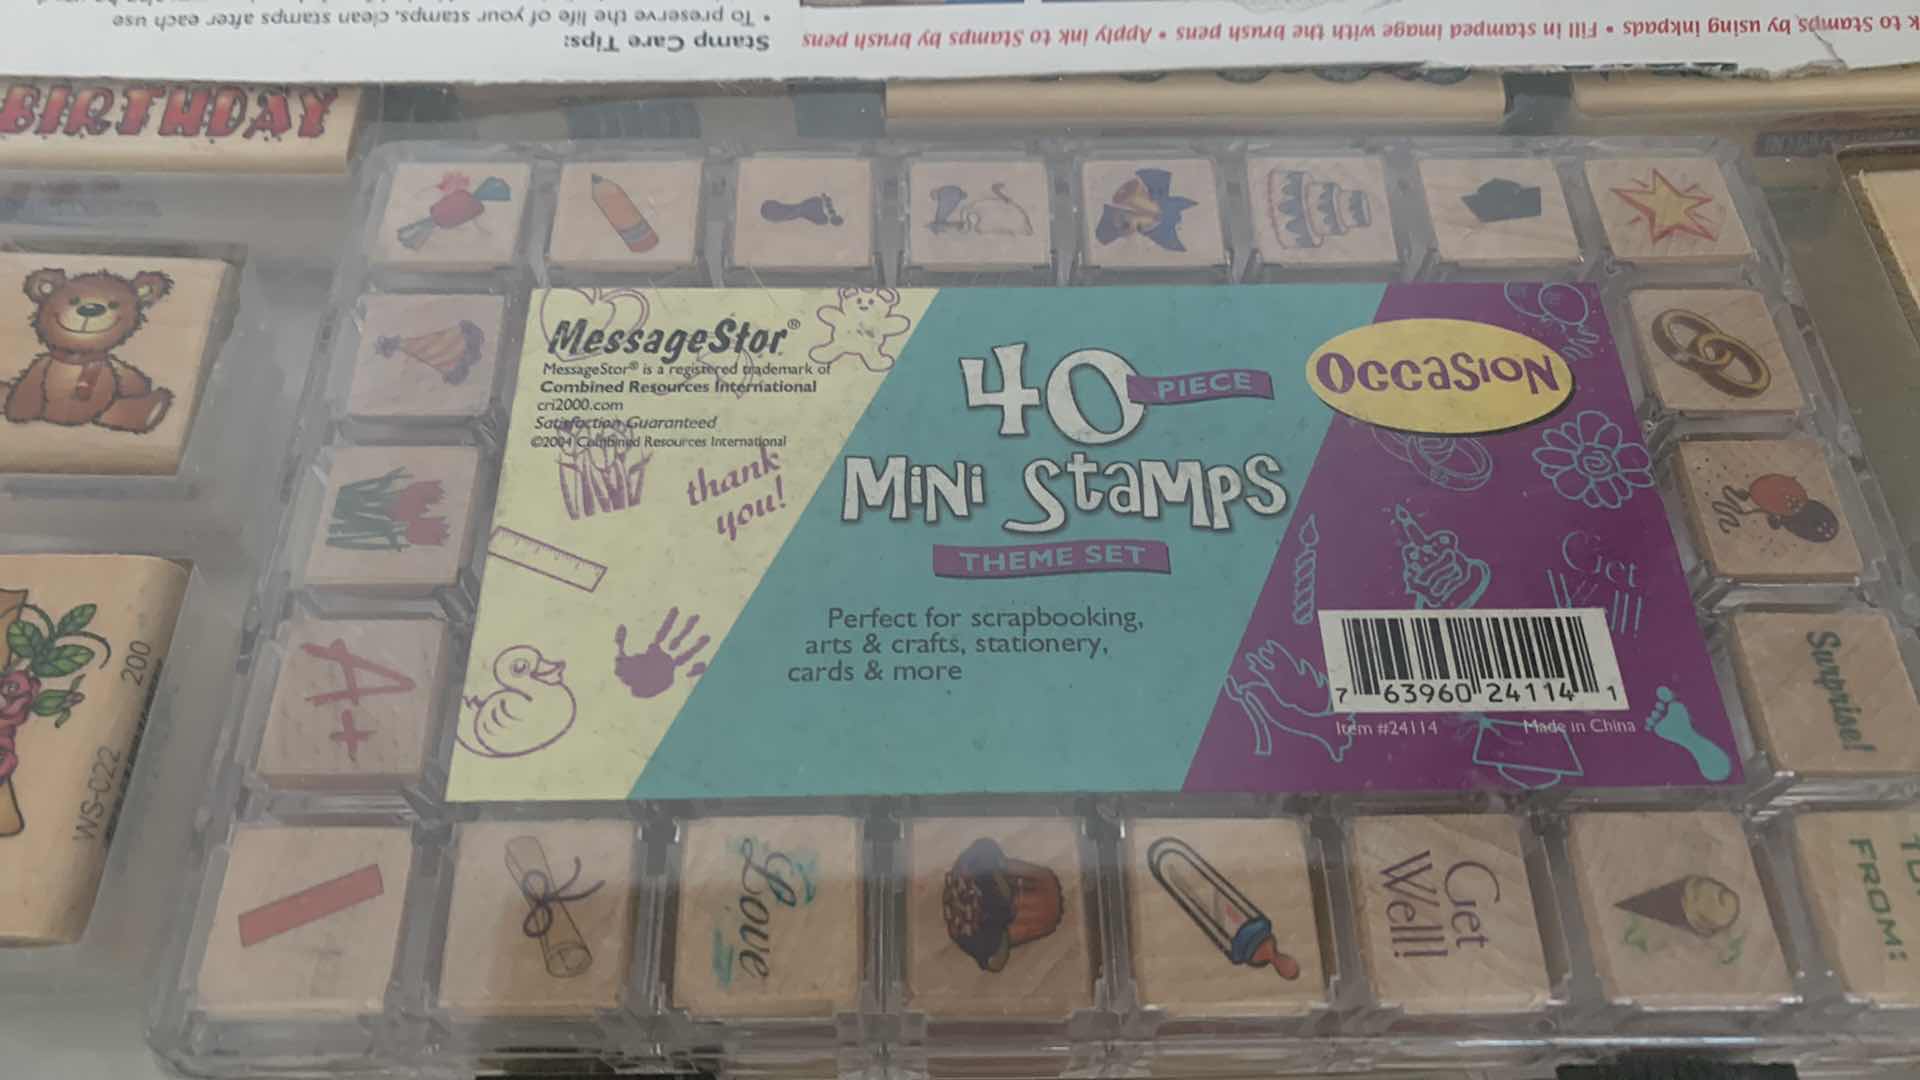 k to Stamps, by using inkpads • Fill in stamped image with the brush pens • Apply ink to Stamps by brush pens
Stamp Care Tips:
• To preserve the life of your stamps, clean stamps after each use
BIRTHDAY
MessageStor®
MessageStor® is a registered trademark of
Combined Resources International
cri2000.com
Satisfaction Guaranteed
©2004 Combined Resources International
thank
you!
40 PIECE
MiNi StaMPS
THEME SET
Perfect for scrapbooking,
arts & crafts, stationery,
cards & more
OCCaSION
Get
Well!
7 63960 24114 1
Item #24114
Made in China
Surprise!
A+
200
WS-C22
Love
Get
Well!
TO:
FROM: